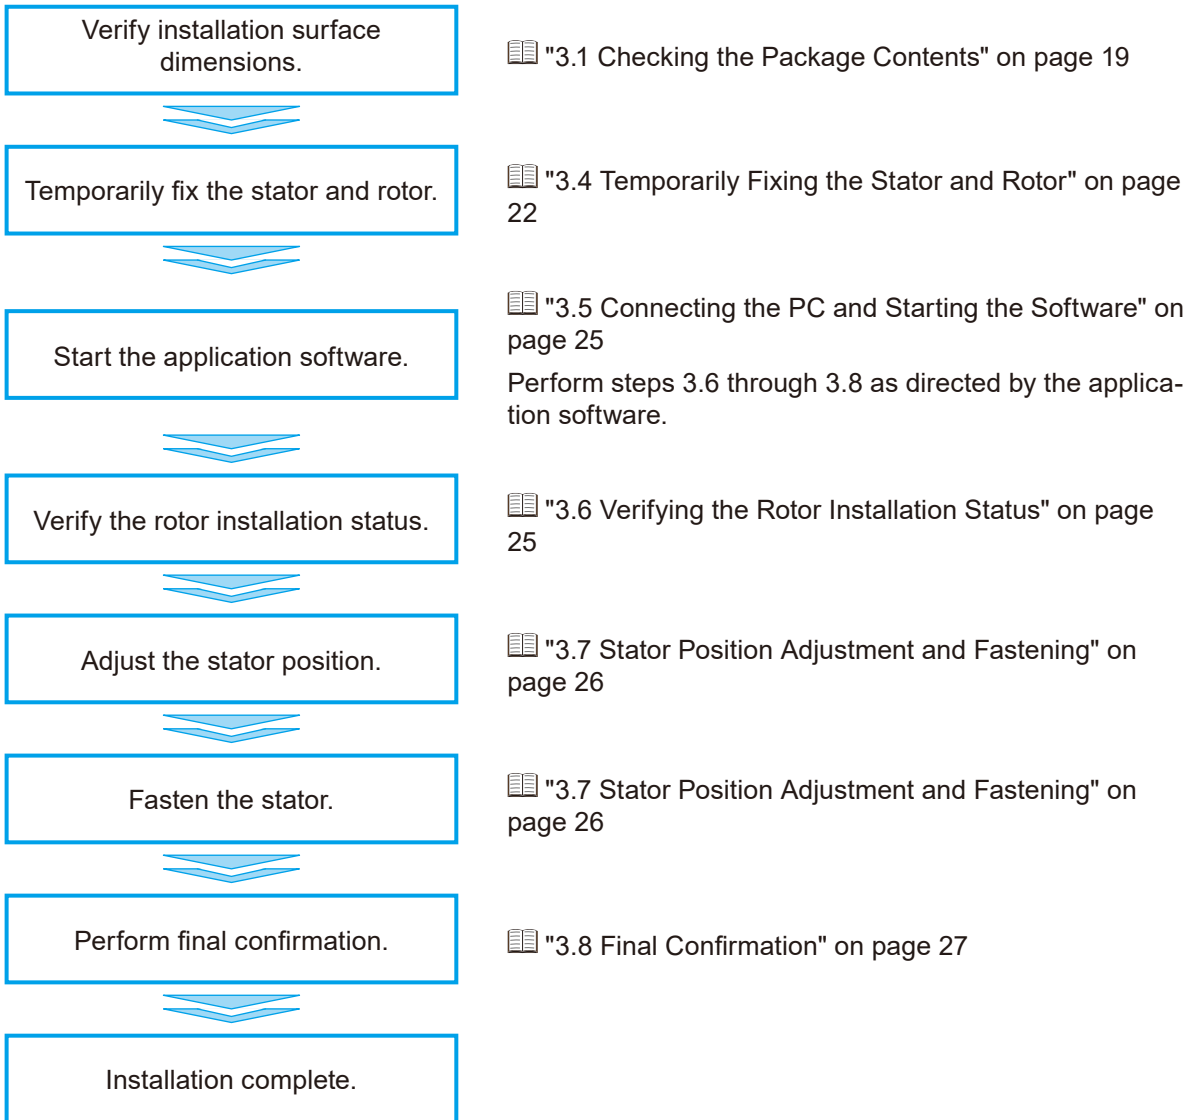 Verify installation surface
dimensions.
"3.1 Checking the Package Contents" on page 19
Temporarily fix the stator and rotor.
"3.4 Temporarily Fixing the Stator and Rotor" on page
22
Start the application software.
"3.5 Connecting the PC and Starting the Software" on
page 25
Perform steps 3.6 through 3.8 as directed by the applica-
tion software.
Verify the rotor installation status.
"3.6 Verifying the Rotor Installation Status" on page
25
Adjust the stator position.
"3.7 Stator Position Adjustment and Fastening" on
page 26
Fasten the stator.
"3.7 Stator Position Adjustment and Fastening" on
page 26
Perform final confirmation.
"3.8 Final Confirmation" on page 27
Installation complete.